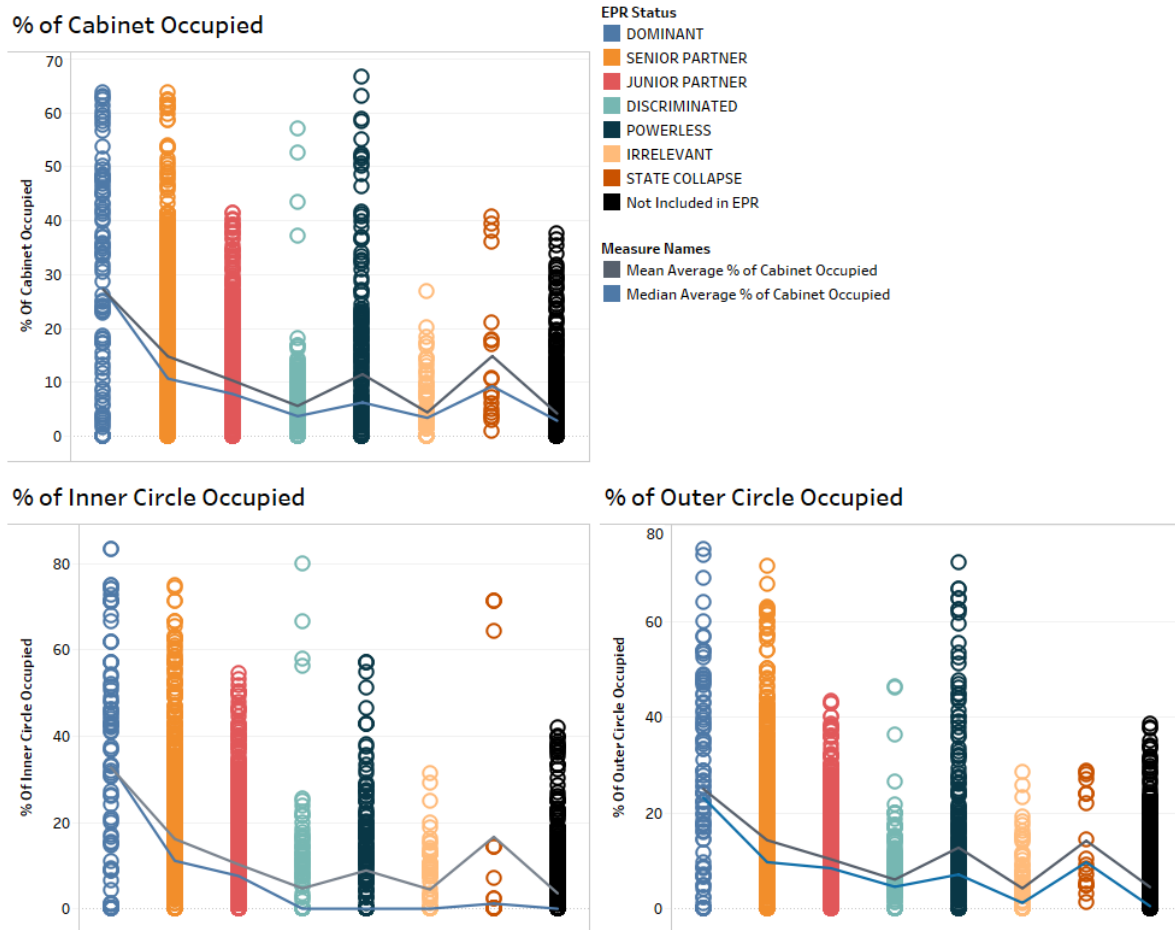 % of Cabinet Occupied
% Of Cabinet Occupied
70
60
50
40
30
20
10
0
EPR Status
DOMINANT
SENIOR PARTNER
JUNIOR PARTNER
DISCRIMINATED
POWERLESS
IRRELEVANT
STATE COLLAPSE
Not Included in EPR
Measure Names
Mean Average % of Cabinet Occupied
Median Average % of Cabinet Occupied
% of Inner Circle Occupied
% Of Inner Circle Occupied
80
60
40
20
0
% of Outer Circle Occupied
% Of Outer Circle Occupied
80
60
40
20
0